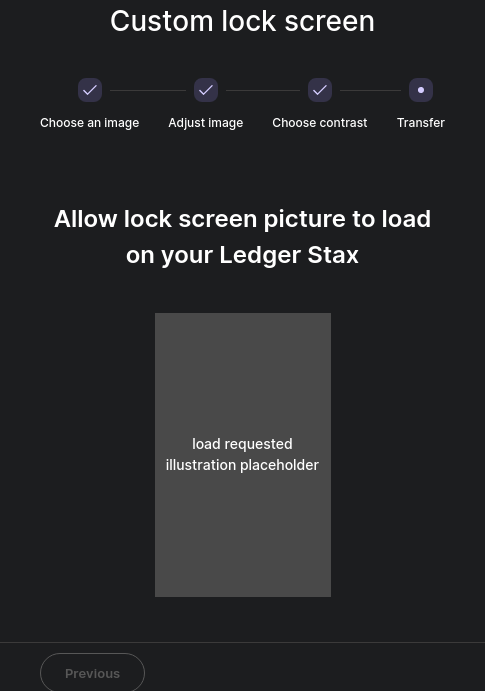 Custom lock screen
Choose an image
Adjust image
Choose contrast
Transfer
Allow lock screen picture to load
on your Ledger Stax
load requested
illustration placeholder
Previous